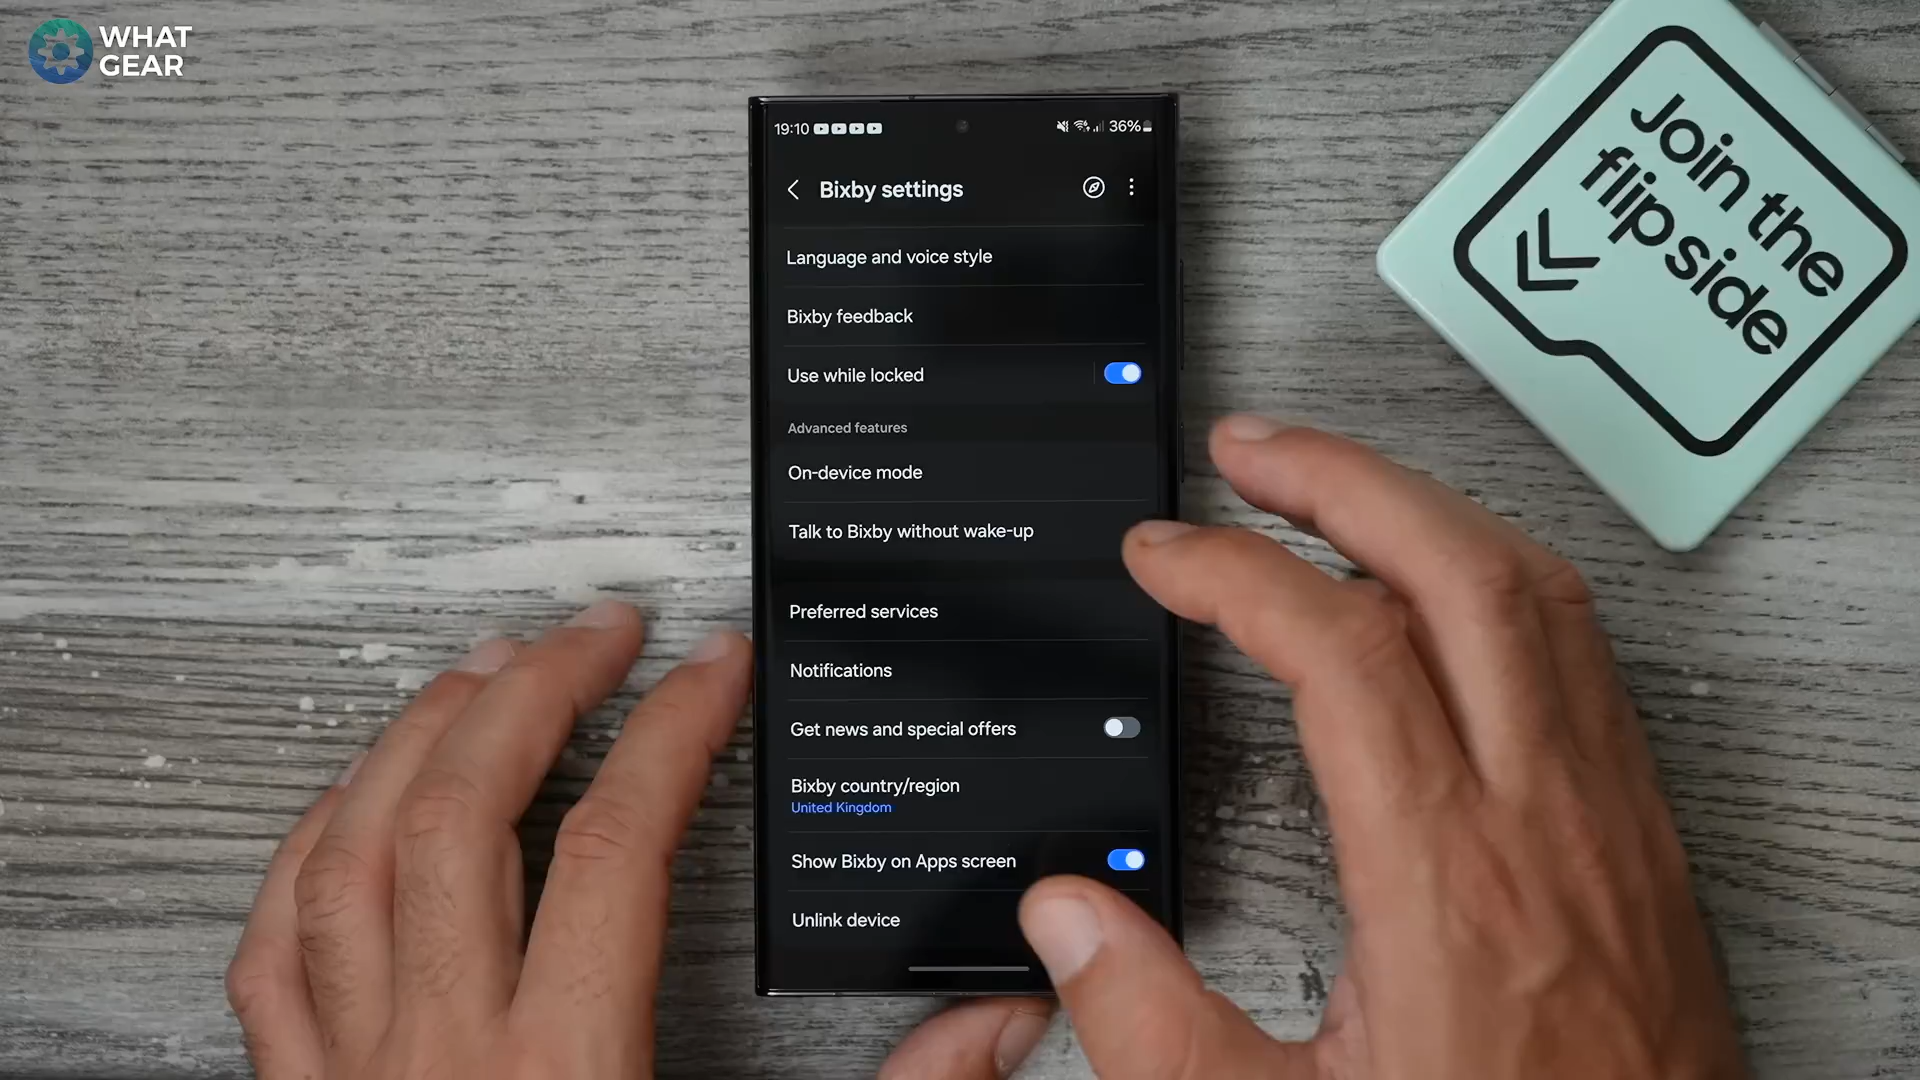 WHAT
GEAR
19:10
36%
Bixby settings
Language and voice style
Bixby feedback
Use while locked
Advanced features
On-device mode
Talk to Bixby without wake-up
Preferred services
Notifications
Get news and special offers
Bixby country/region
United Kingdom
Show Bixby on Apps screen
Unlink device
Join the
flip side